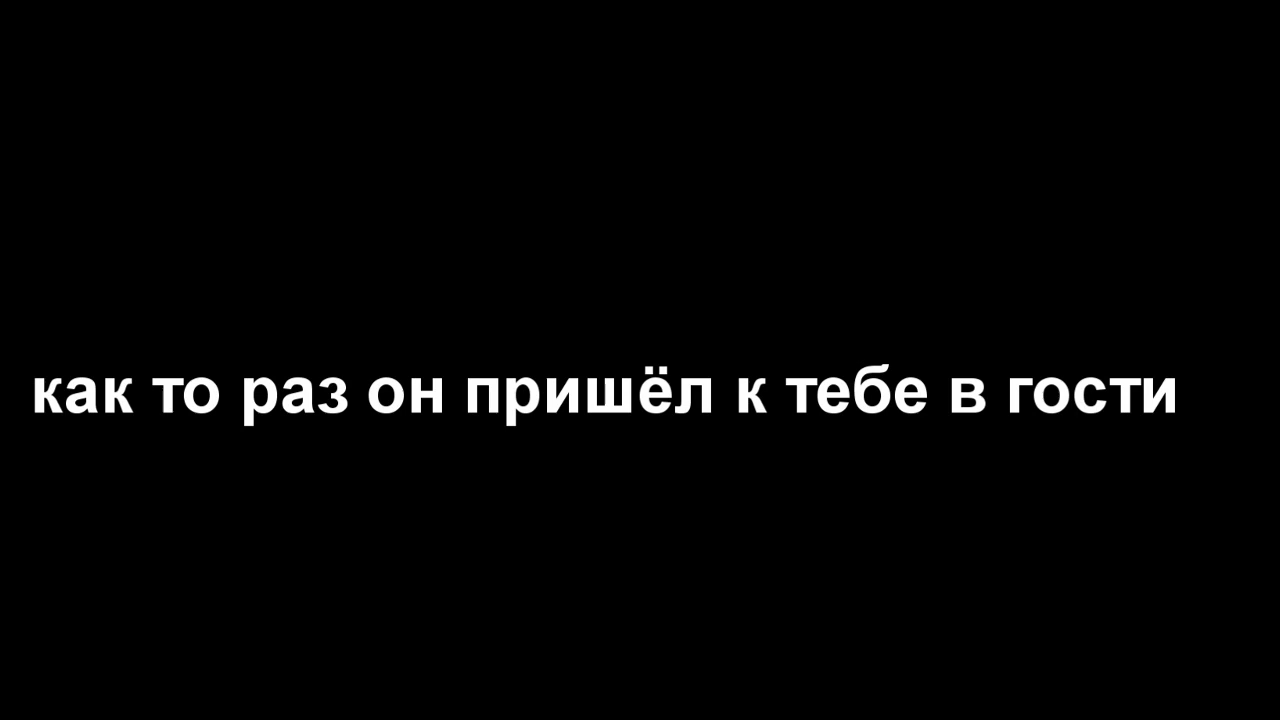 как то раз он пришёл к тебе в гости